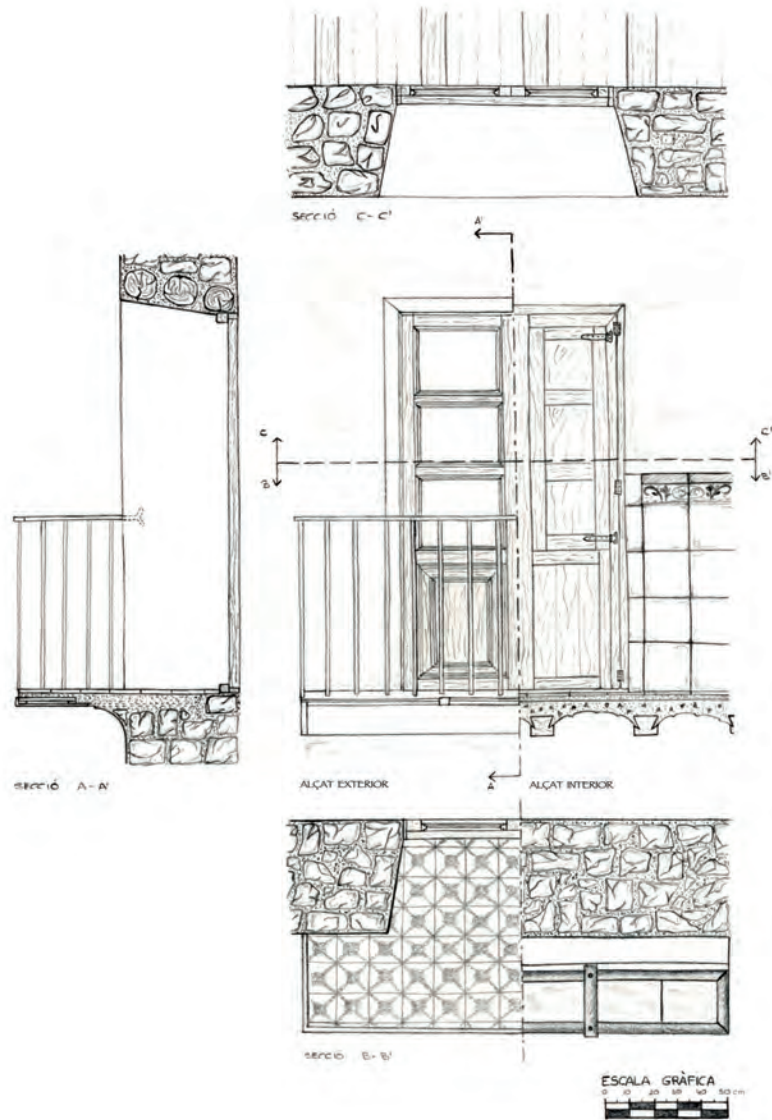 SECCIÓ C-C'
A'
C
C'
B
B'
SECCIÓ A-A'
ALÇAT EXTERIOR
A
ALÇAT INTERIOR
SECCIÓ B-B'
ESCALA GRÀFICA
0 10 20 30 40 50 cm